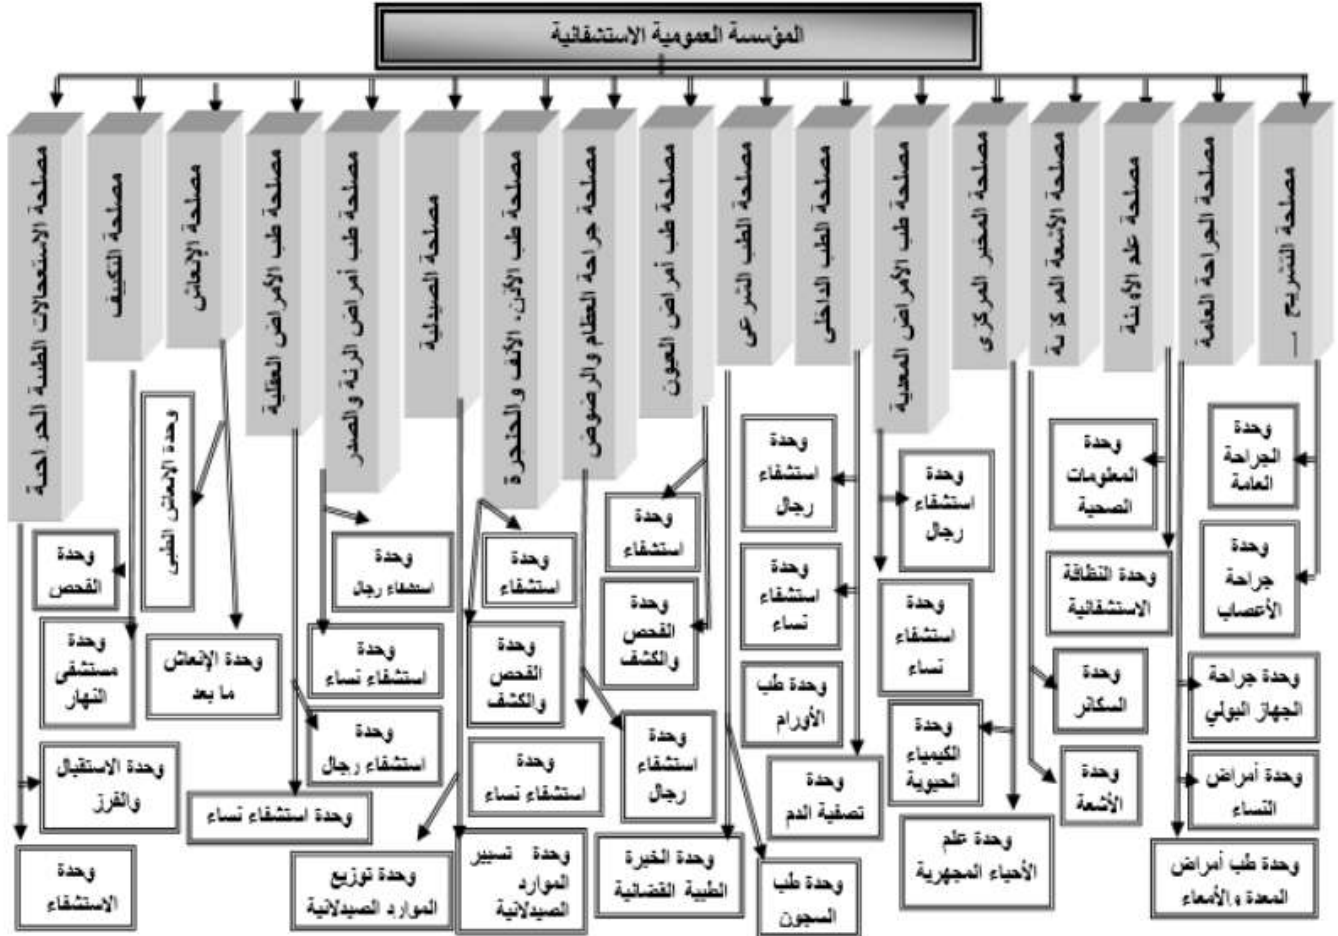 المؤسسة العمومية الاستشفائية
مصلحة التشريح
مصلحة الجراحة العامة
مصلحة علم الأوبئة
مصلحة الأشعة المركزية
مصلحة المخبر المركزي
مصلحة طب الأمراض المعدية
مصلحة الطب الداخلي
مصلحة الطب الشرعي
مصلحة طب أمراض العيون
مصلحة جراحة العظام والرضوض
مصلحة طب الأذن، الأنف والحنجرة
مصلحة الصيدلية
مصلحة طب أمراض الرئة والصدر
مصلحة طب الأمراض العقلية
مصلحة الإنعاش
مصلحة التكييف
مصلحة الاستعجالات الطبية الجراحية
وحدة
الجراحة
العامة
وحدة
جراحة
الأعصاب
وحدة جراحة
الجهاز البولي
وحدة أمراض
النساء
وحدة طب أمراض
المعدة والأمعاء
وحدة
المعلومات
الصحية
وحدة النظافة
الاستشفائية
وحدة
السكانر
وحدة
الأشعة
وحدة
الكيمياء
الحيوية
وحدة علم
الأحياء المجهرية
وحدة
استشفاء
رجال
وحدة
استشفاء
نساء
وحدة
استشفاء
رجال
وحدة
استشفاء
نساء
وحدة طب
الأورام
وحدة
تصفية الدم
وحدة الخبرة
الطبية القضائية
وحدة طب
السجون
وحدة
استشفاء
وحدة
الفحص
والكشف
وحدة
استشفاء
رجال
وحدة
استشفاء نساء
وحدة
استشفاء
وحدة
الفحص
والكشف
وحدة تسيير
الموارد
الصيدلانية
وحدة توزيع
الموارد الصيدلانية
وحدة
استشفاء رجال
وحدة
استشفاء نساء
وحدة
استشفاء رجال
وحدة استشفاء نساء
وحدة الإنعاش الطبي
وحدة الإنعاش
ما بعد
وحدة
الفحص
وحدة
مستشفى
النهار
وحدة الاستقبال
والفرز
وحدة
الاستشفاء